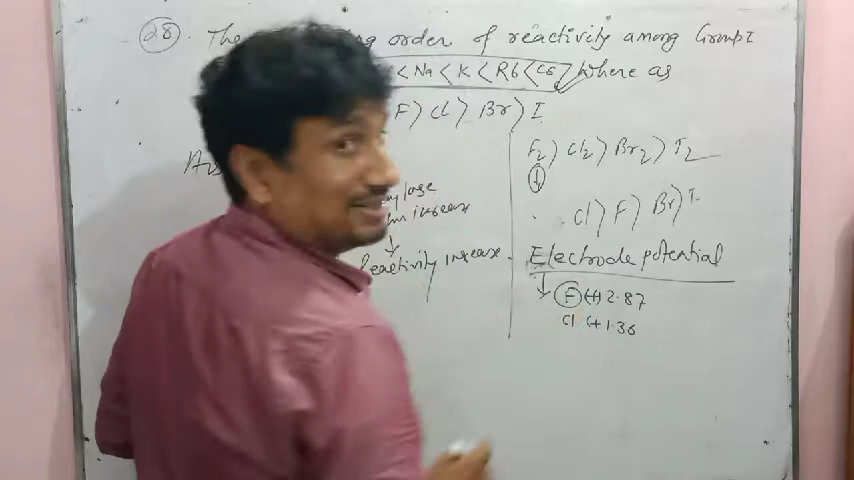 28. The order of reactivity among Group I
< Na < K < Rb < Cs > Where as
F > Cl > Br > I
F2 > Cl2 > Br2 > I2
Cl > F > Br > I
increase
Reactivity increase.
Electrode potential
F (+) 2.87
Cl (+ 1.36